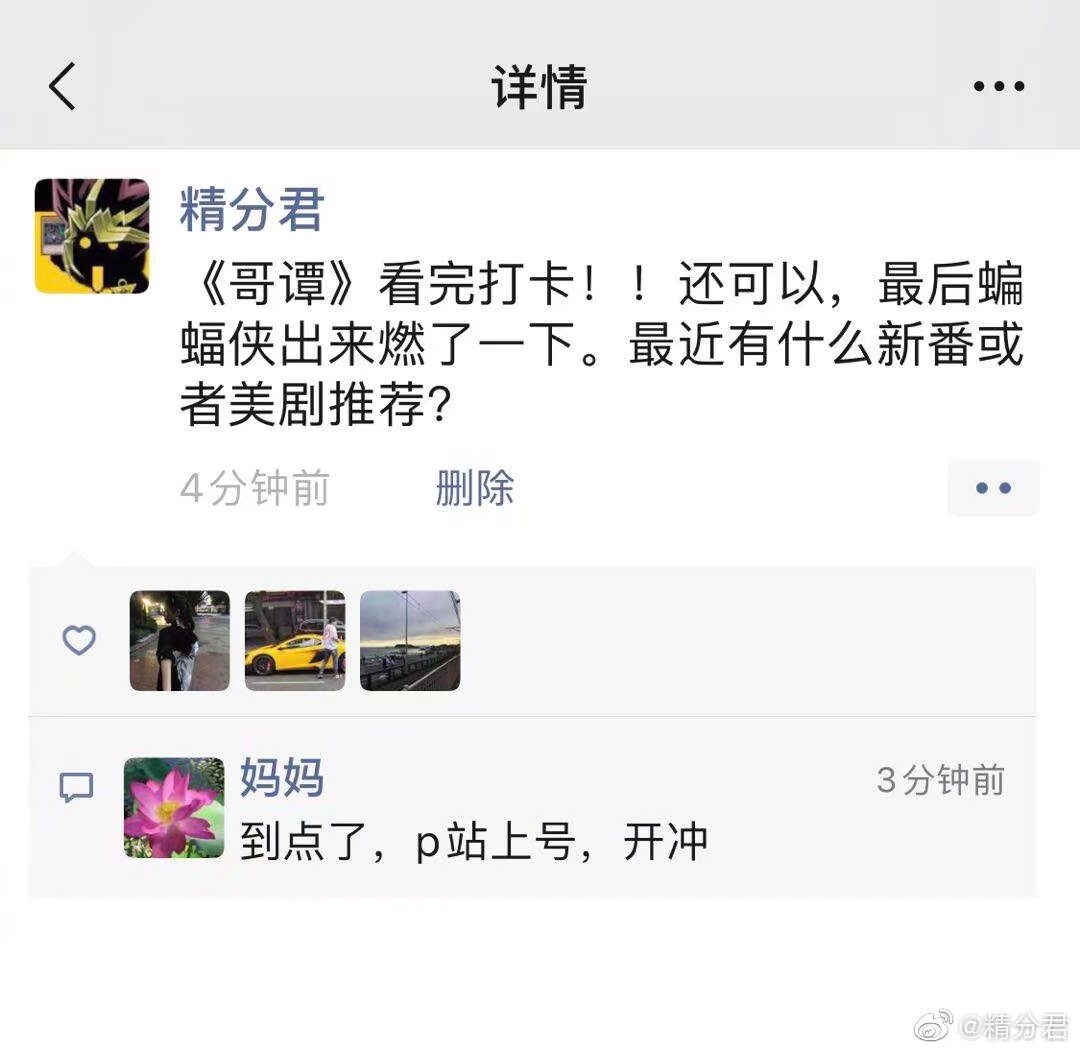 详情
精分君
《哥谭》看完打卡！！还可以，最后蝙
蝠侠出来燃了一下。最近有什么新番或
者美剧推荐？
4分钟前 删除
妈妈 3分钟前
到点了，p站上号，开冲
@精分君